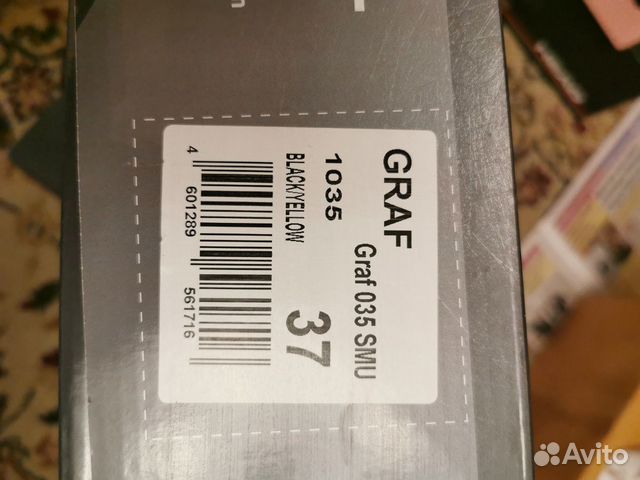 GRAF
Graf 035 SMU
1035
BLACK/YELLOW
37
4 601289 561716
Avito